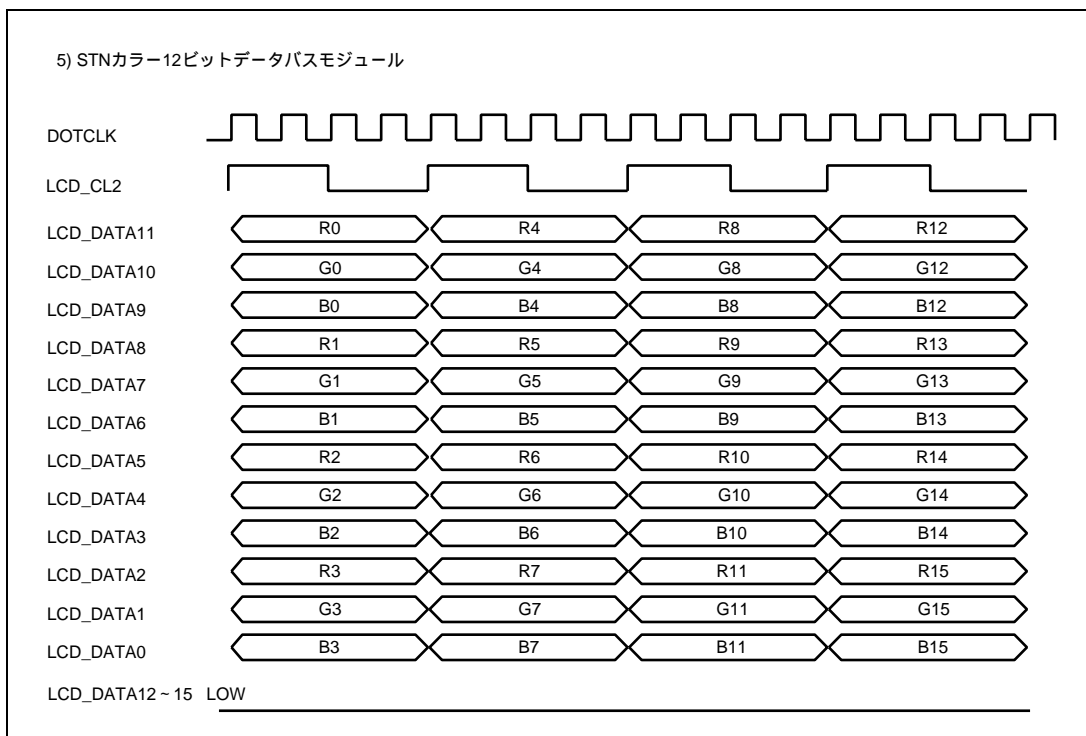 5) STNカラー12ビットデータバスモジュール
DOTCLK
LCD_CL2
LCD_DATA11 R0 R4 R8 R12
LCD_DATA10 G0 G4 G8 G12
LCD_DATA9 B0 B4 B8 B12
LCD_DATA8 R1 R5 R9 R13
LCD_DATA7 G1 G5 G9 G13
LCD_DATA6 B1 B5 B9 B13
LCD_DATA5 R2 R6 R10 R14
LCD_DATA4 G2 G6 G10 G14
LCD_DATA3 B2 B6 B10 B14
LCD_DATA2 R3 R7 R11 R15
LCD_DATA1 G3 G7 G11 G15
LCD_DATA0 B3 B7 B11 B15
LCD_DATA12~15 LOW